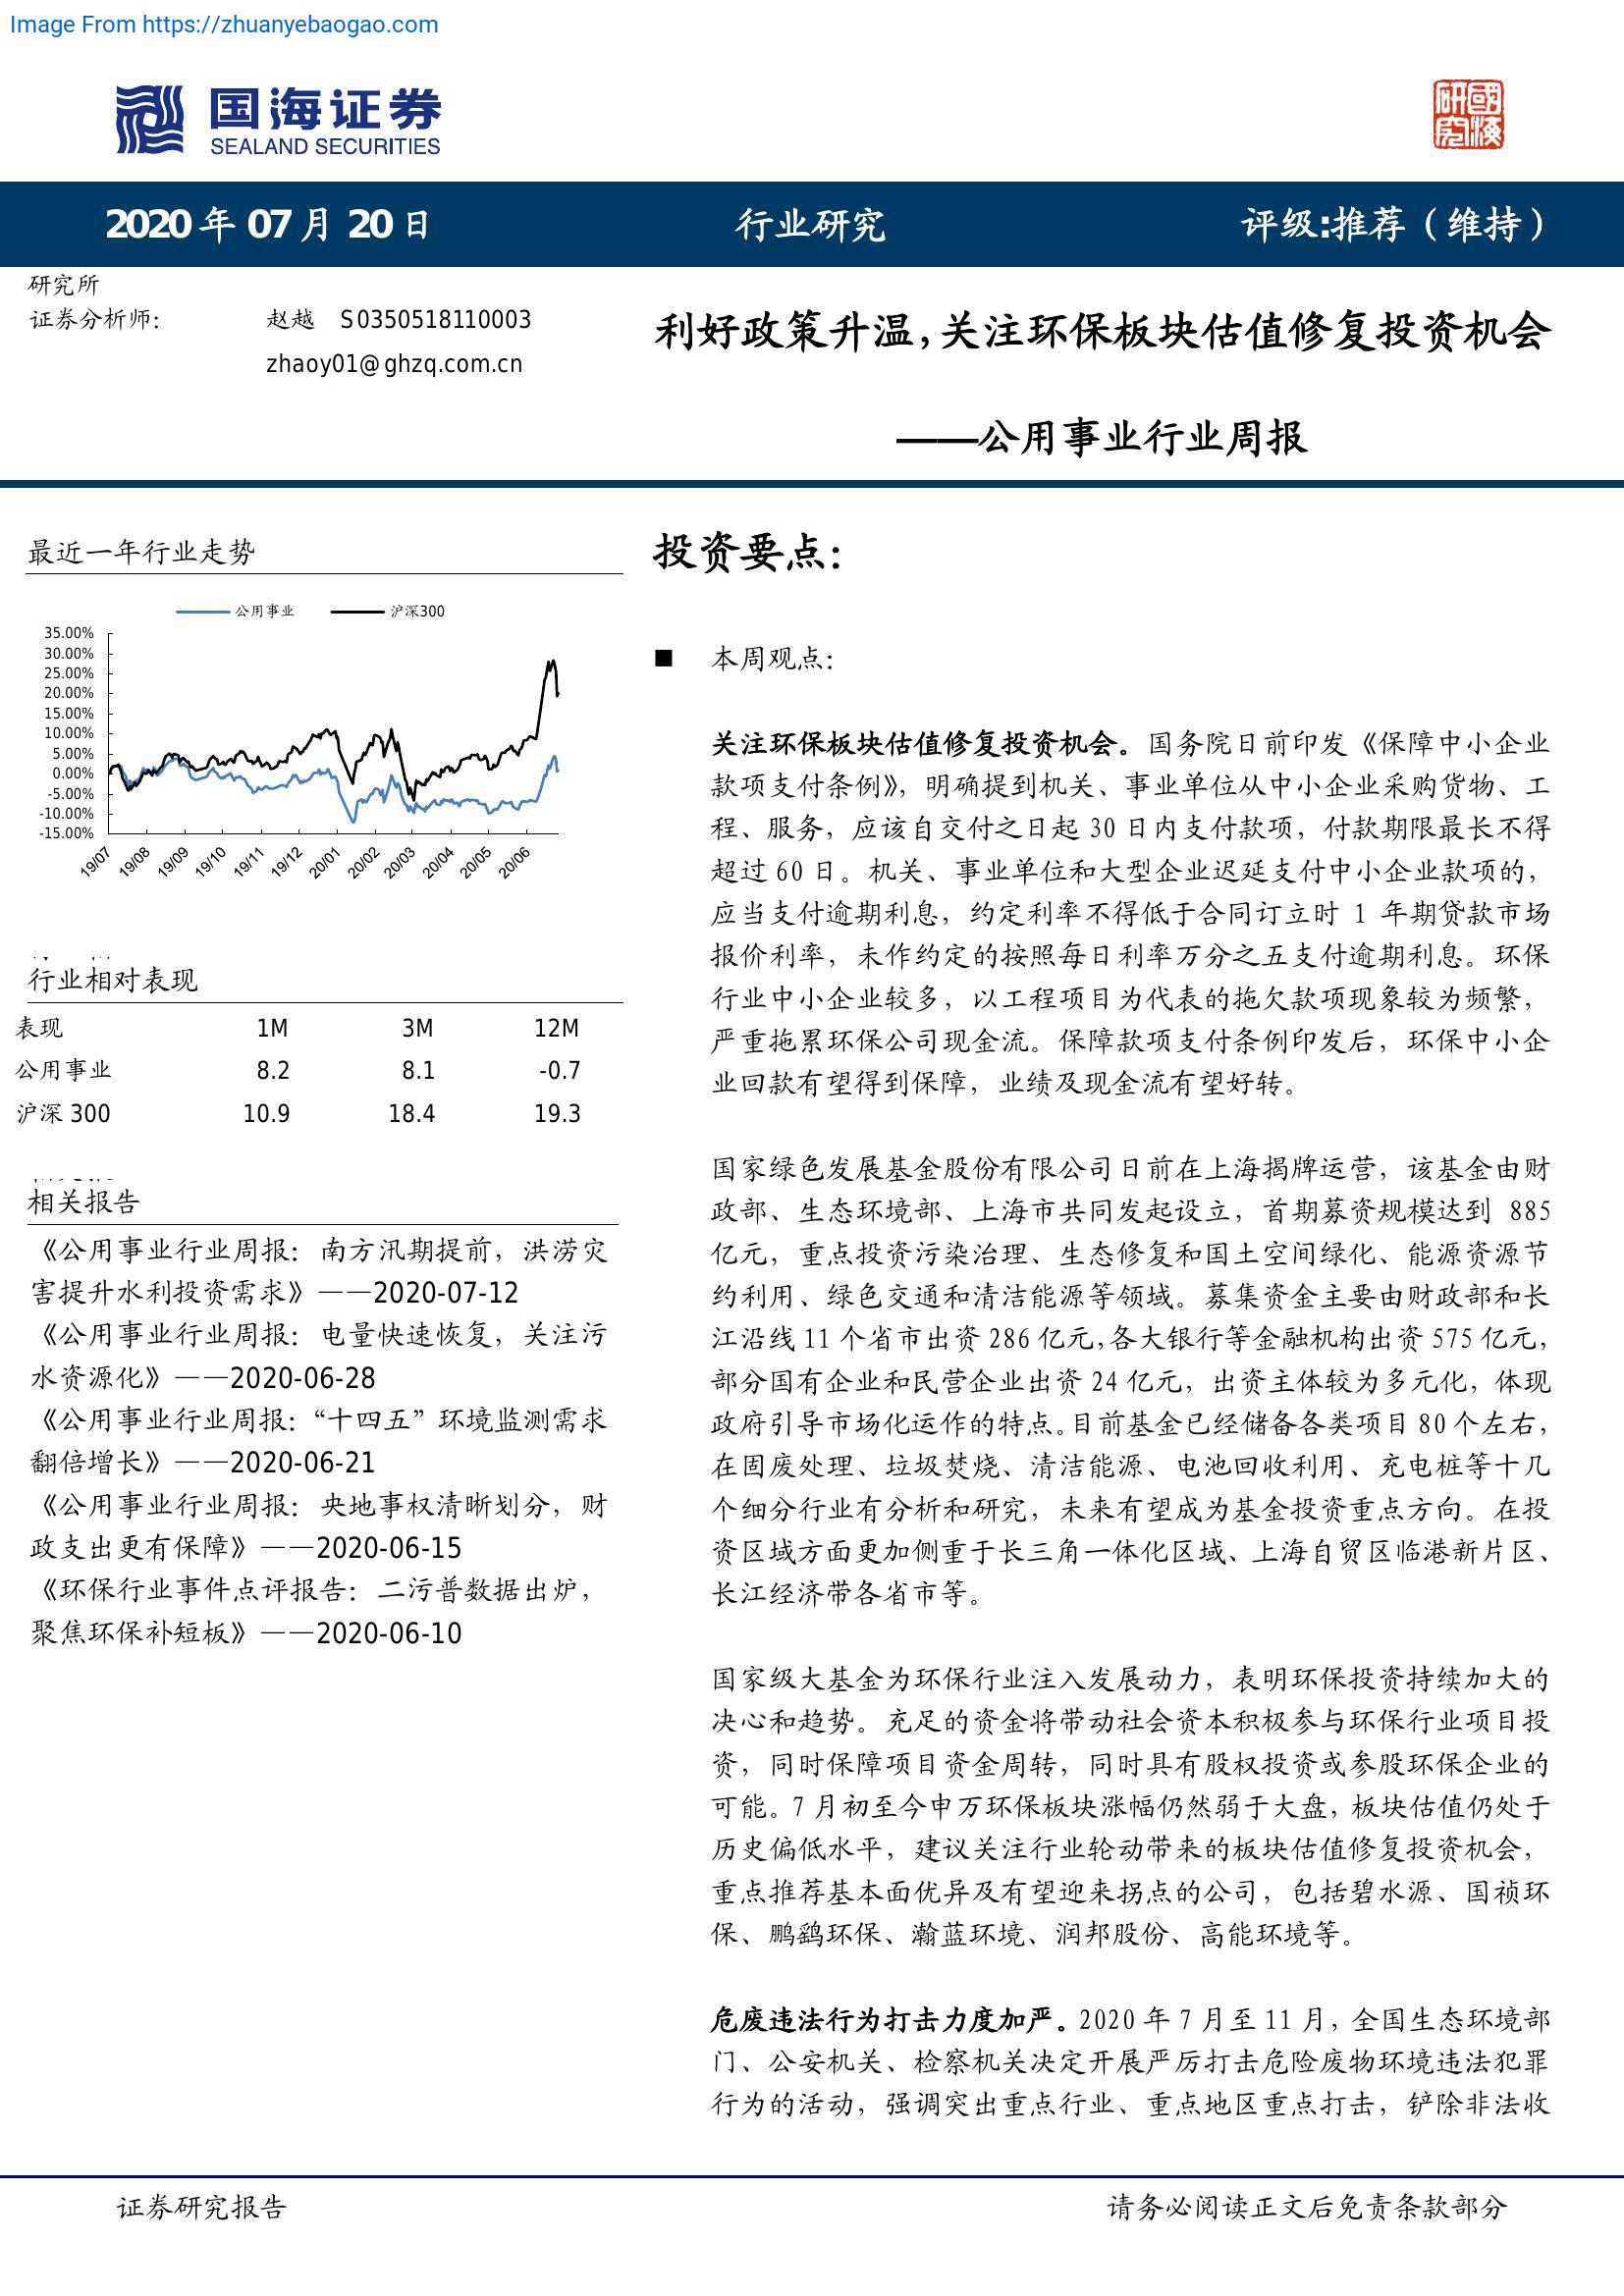 Image From https://zhuanyebaogao.com
国海证券
SEALAND SECURITIES
國海
研究
2020 年 07 月 20 日
行业研究
评级:推荐（维持）
研究所
证券分析师：
赵越 S0350518110003
zhaoy01@ghzq.com.cn
利好政策升温，关注环保板块估值修复投资机会
——公用事业行业周报
最近一年行业走势
公用事业 沪深300
35.00%
30.00%
25.00%
20.00%
15.00%
10.00%
5.00%
0.00%
-5.00%
-10.00%
-15.00%
19/07 19/08 19/09 19/10 19/11 19/12 20/01 20/02 20/03 20/04 20/05 20/06
行业相对表现
表现 1M 3M 12M
公用事业 8.2 8.1 -0.7
沪深 300 10.9 18.4 19.3
相关报告
《公用事业行业周报：南方汛期提前，洪涝灾
害提升水利投资需求》——2020-07-12
《公用事业行业周报：电量快速恢复，关注污
水资源化》——2020-06-28
《公用事业行业周报：“十四五”环境监测需求
翻倍增长》——2020-06-21
《公用事业行业周报：央地事权清晰划分，财
政支出更有保障》——2020-06-15
《环保行业事件点评报告：二污普数据出炉，
聚焦环保补短板》——2020-06-10
投资要点：
■ 本周观点：
关注环保板块估值修复投资机会。国务院日前印发《保障中小企业
款项支付条例》，明确提到机关、事业单位从中小企业采购货物、工
程、服务，应该自交付之日起 30 日内支付款项，付款期限最长不得
超过 60 日。机关、事业单位和大型企业迟延支付中小企业款项的，
应当支付逾期利息，约定利率不得低于合同订立时 1 年期贷款市场
报价利率，未作约定的按照每日利率万分之五支付逾期利息。环保
行业中小企业较多，以工程项目为代表的拖欠款项现象较为频繁，
严重拖累环保公司现金流。保障款项支付条例印发后，环保中小企
业回款有望得到保障，业绩及现金流有望好转。
国家绿色发展基金股份有限公司日前在上海揭牌运营，该基金由财
政部、生态环境部、上海市共同发起设立，首期募资规模达到 885
亿元，重点投资污染治理、生态修复和国土空间绿化、能源资源节
约利用、绿色交通和清洁能源等领域。募集资金主要由财政部和长
江沿线 11 个省市出资 286 亿元，各大银行等金融机构出资 575 亿元，
部分国有企业和民营企业出资 24 亿元，出资主体较为多元化，体现
政府引导市场化运作的特点。目前基金已经储备各类项目 80 个左右，
在固废处理、垃圾焚烧、清洁能源、电池回收利用、充电桩等十几
个细分行业有分析和研究，未来有望成为基金投资重点方向。在投
资区域方面更加侧重于长三角一体化区域、上海自贸区临港新片区、
长江经济带各省市等。
国家级大基金为环保行业注入发展动力，表明环保投资持续加大的
决心和趋势。充足的资金将带动社会资本积极参与环保行业项目投
资，同时保障项目资金周转，同时具有股权投资或参股环保企业的
可能。7 月初至今申万环保板块涨幅仍然弱于大盘，板块估值仍处于
历史偏低水平，建议关注行业轮动带来的板块估值修复投资机会，
重点推荐基本面优异及有望迎来拐点的公司，包括碧水源、国祯环
保、鹏鹞环保、瀚蓝环境、润邦股份、高能环境等。
危废违法行为打击力度加严。2020 年 7 月至 11 月，全国生态环境部
门、公安机关、检察机关决定开展严厉打击危险废物环境违法犯罪
行为的活动，强调突出重点行业、重点地区重点打击，铲除非法收
证券研究报告
请务必阅读正文后免责条款部分